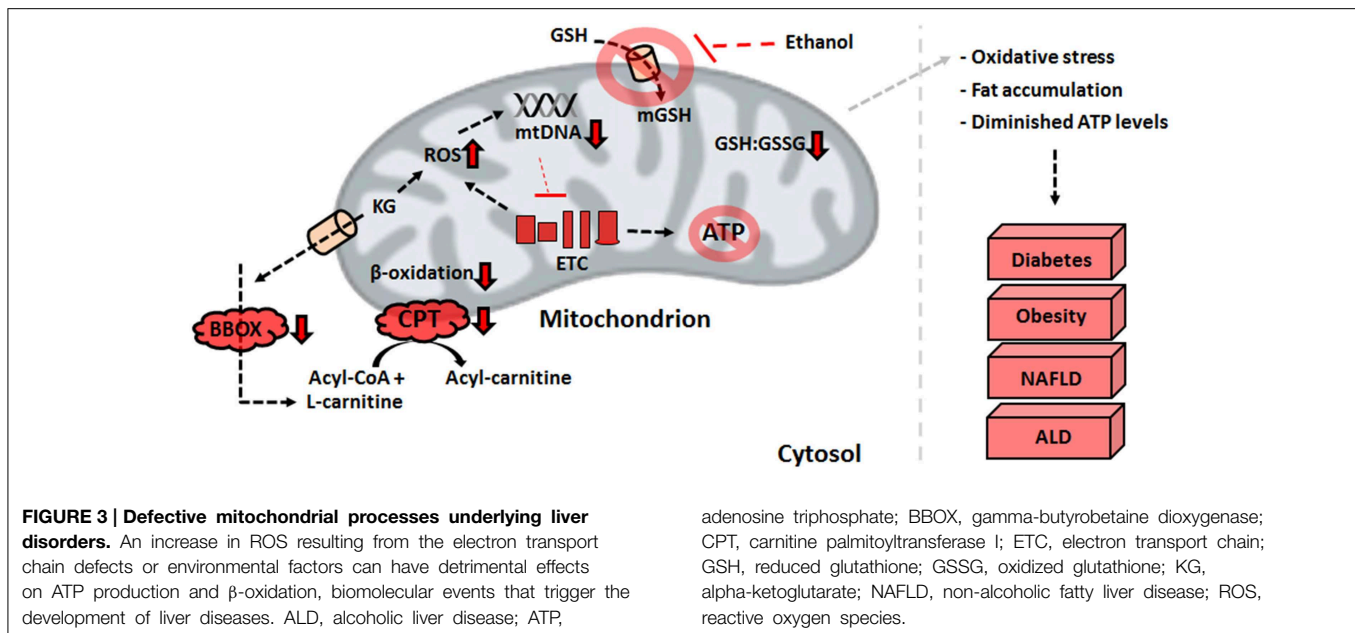 GSH
Ethanol
mGSH
mtDNA
GSH:GSSG
ROS
KG
ETC
ATP
β-oxidation
BBOX
CPT
Mitochondrion
Acyl-CoA +
L-carnitine
Acyl-carnitine
Cytosol
- Oxidative stress
- Fat accumulation
- Diminished ATP levels
Diabetes
Obesity
NAFLD
ALD
FIGURE 3 | Defective mitochondrial processes underlying liver
disorders. An increase in ROS resulting from the electron transport
chain defects or environmental factors can have detrimental effects
on ATP production and β-oxidation, biomolecular events that trigger the
development of liver diseases. ALD, alcoholic liver disease; ATP,
adenosine triphosphate; BBOX, gamma-butyrobetaine dioxygenase;
CPT, carnitine palmitoyltransferase I; ETC, electron transport chain;
GSH, reduced glutathione; GSSG, oxidized glutathione; KG,
alpha-ketoglutarate; NAFLD, non-alcoholic fatty liver disease; ROS,
reactive oxygen species.